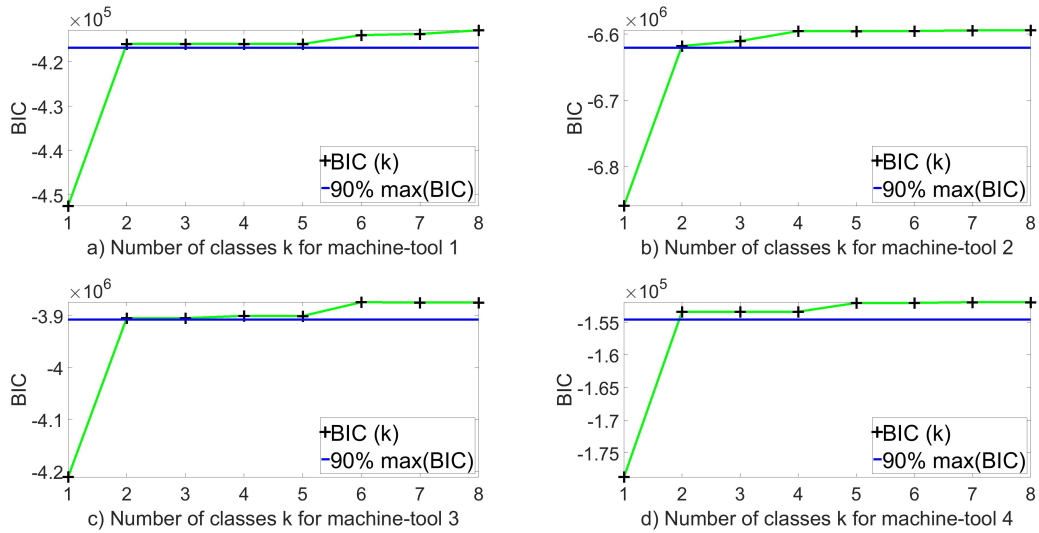 ×10^5
-4.2
-4.3
-4.4
-4.5
BIC
BIC (k)
90% max(BIC)
1 2 3 4 5 6 7 8
a) Number of classes k for machine-tool 1
×10^6
-6.6
-6.7
-6.8
BIC
BIC (k)
90% max(BIC)
1 2 3 4 5 6 7 8
b) Number of classes k for machine-tool 2
×10^6
-3.9
-4
-4.1
-4.2
BIC
BIC (k)
90% max(BIC)
1 2 3 4 5 6 7 8
c) Number of classes k for machine-tool 3
×10^5
-1.55
-1.6
-1.65
-1.7
-1.75
BIC
BIC (k)
90% max(BIC)
1 2 3 4 5 6 7 8
d) Number of classes k for machine-tool 4